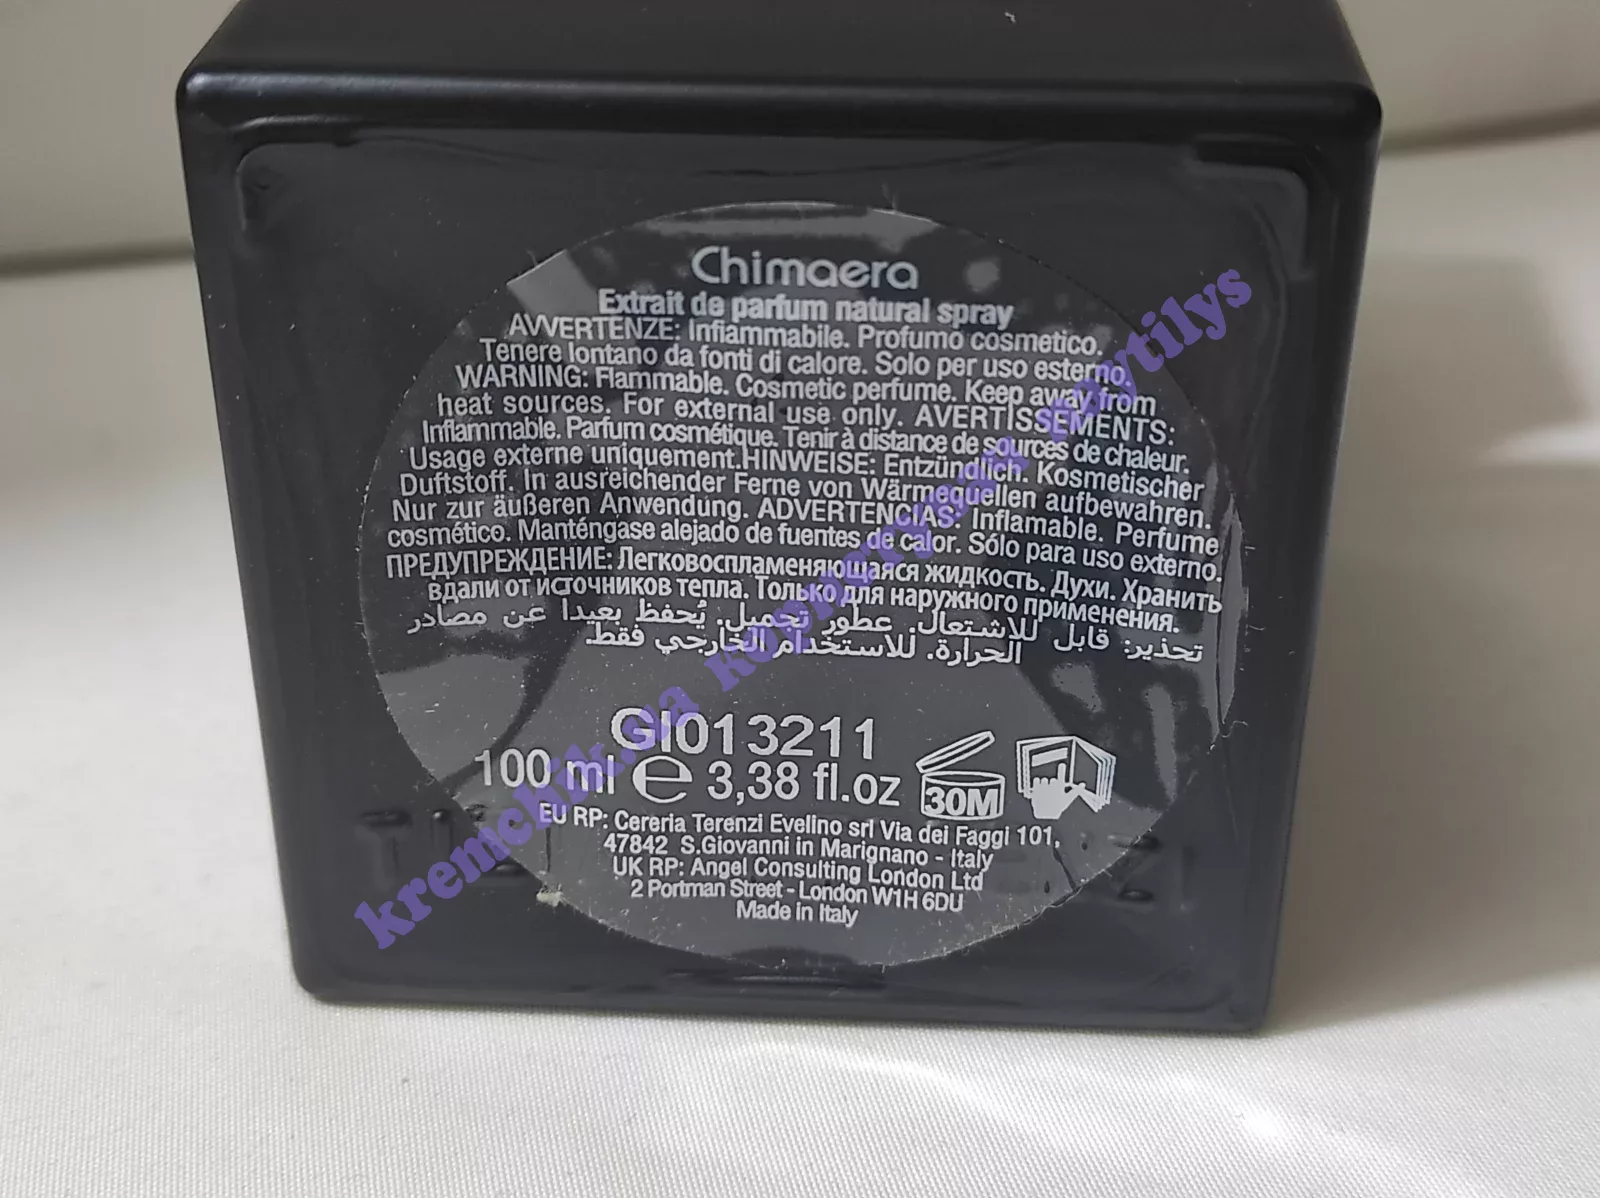 Chimaera
Extrait de parfum natural spray
AVVERTENZE: Infiammabile. Profumo cosmetico.
Tenere lontano da fonti di calore. Solo per uso esterno.
WARNING: Flammable. Cosmetic perfume. Keep away from
heat sources. For external use only. AVERTISSEMENTS:
Inflammable. Parfum cosmétique. Tenir à distance de sources de chaleur.
Usage externe uniquement.HINWEISE: Entzündlich. Kosmetischer
Duftstoff. In ausreichender Ferne von Wärmequellen aufbewahren.
Nur zur äußeren Anwendung. ADVERTENCIAS: Inflamable. Perfume
cosmético. Manténgase alejado de fuentes de calor. Sólo para uso externo.
ПРЕДУПРЕЖДЕНИЕ: Легковоспламеняющаяся жидкость. Духи. Хранить
вдали от источников тепла. Только для наружного применения.
تحذير: قابل للاشتعال. عطور تجميل. يُحفظ بعيدا عن مصادر
الحرارة. للاستخدام الخارجي فقط.
GI013211
100 ml e 3,38 fl.oz
30M
EU RP: Cereria Terenzi Evelino srl Via dei Faggi 101,
47842 S.Giovanni in Marignano - Italy
UK RP: Angel Consulting London Ltd
2 Portman Street - London W1H 6DU
Made in Italy
kremchik.ua